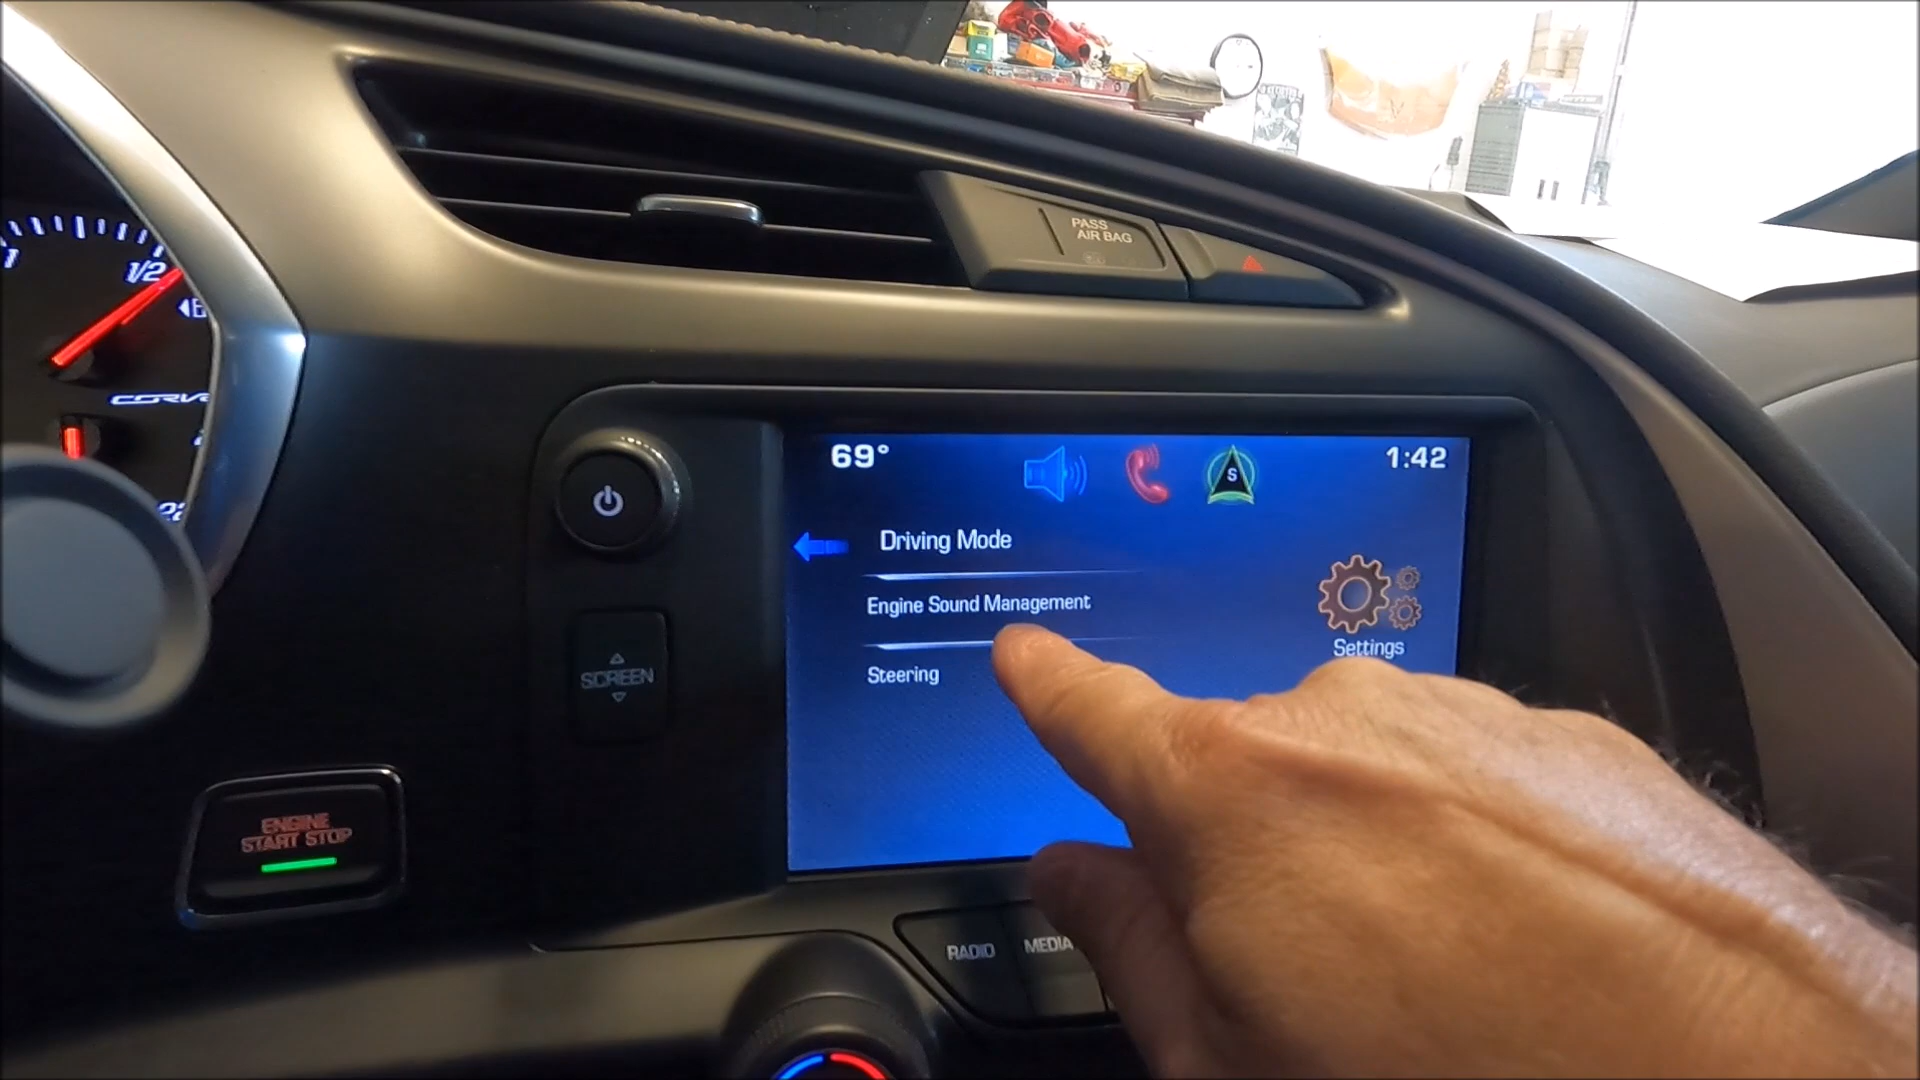 1/2
PASS
AIR BAG
69°
S
1:42
Driving Mode
Engine Sound Management
Steering
Settings
SCREEN
ENGINE
START STOP
RADIO
MEDIA